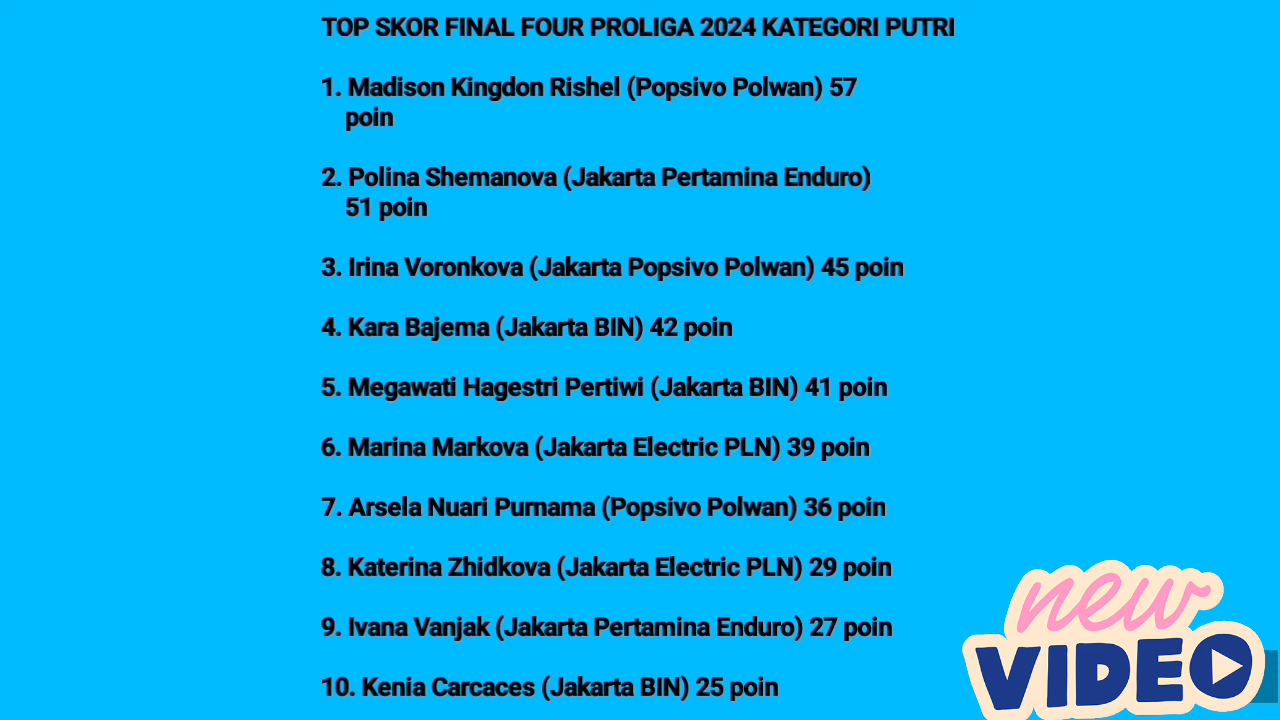 TOP SKOR FINAL FOUR PROLIGA 2024 KATEGORI PUTRI
1. Madison Kingdon Rishel (Popsivo Polwan) 57
poin
2. Polina Shemanova (Jakarta Pertamina Enduro)
51 poin
3. Irina Voronkova (Jakarta Popsivo Polwan) 45 poin
4. Kara Bajema (Jakarta BIN) 42 poin
5. Megawati Hagestri Pertiwi (Jakarta BIN) 41 poin
6. Marina Markova (Jakarta Electric PLN) 39 poin
7. Arsela Nuari Purnama (Popsivo Polwan) 36 poin
8. Katerina Zhidkova (Jakarta Electric PLN) 29 poin
9. Ivana Vanjak (Jakarta Pertamina Enduro) 27 poin
10. Kenia Carcaces (Jakarta BIN) 25 poin
new
VIDEO